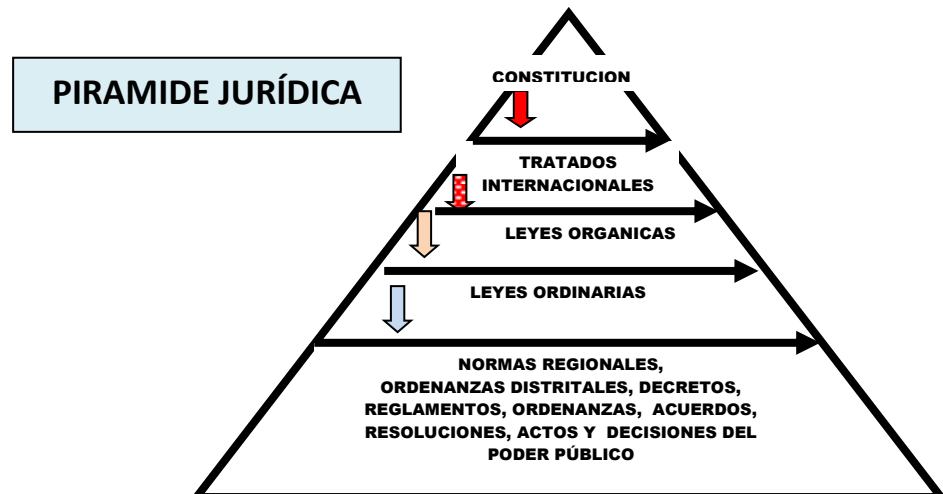 PIRAMIDE JURÍDICA
CONSTITUCION
TRATADOS
INTERNACIONALES
LEYES ORGANICAS
LEYES ORDINARIAS
NORMAS REGIONALES,
ORDENANZAS DISTRITALES, DECRETOS,
REGLAMENTOS, ORDENANZAS, ACUERDOS,
RESOLUCIONES, ACTOS Y DECISIONES DEL
PODER PÚBLICO